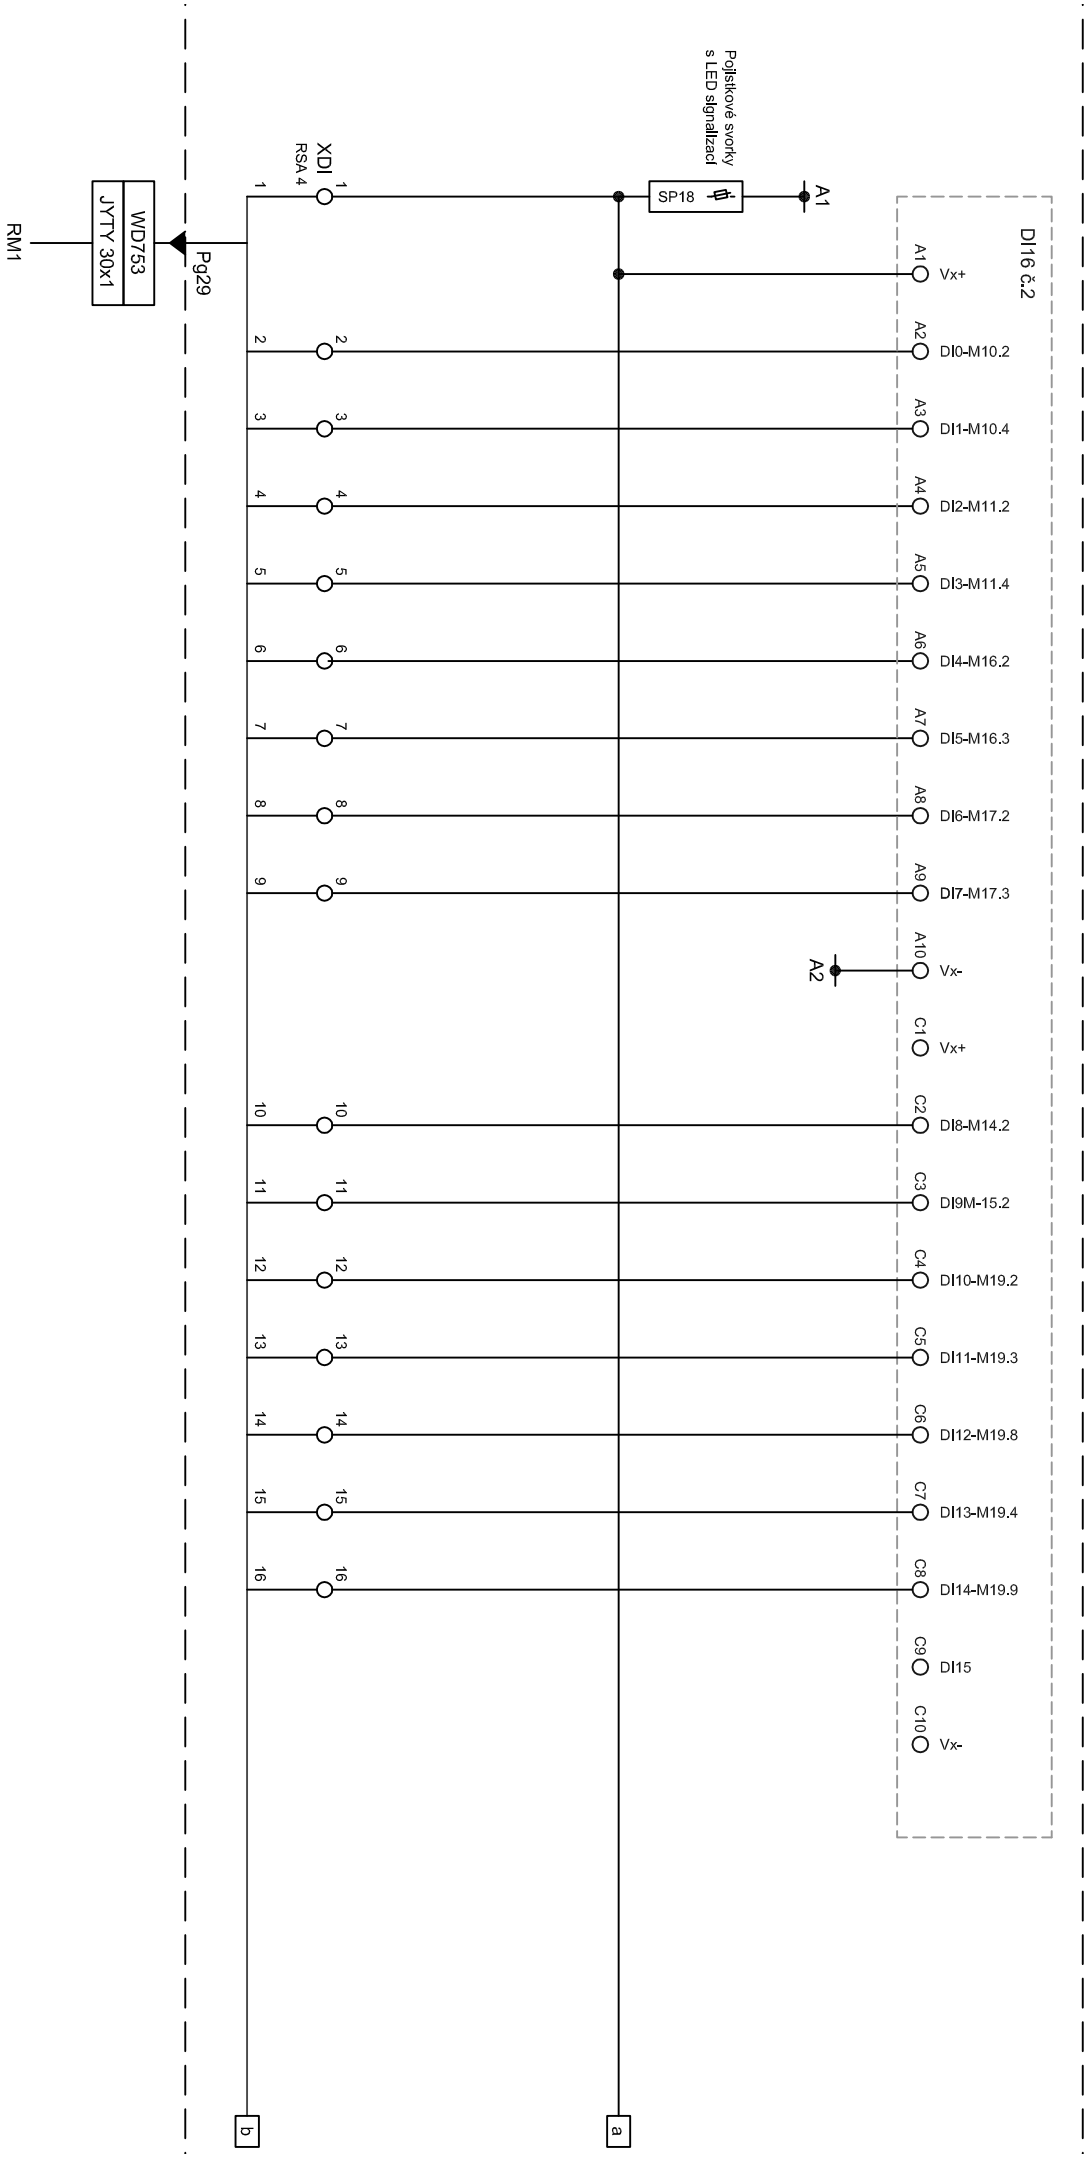 DI16 č.2
A1
Vx+
A2
DI0-M10.2
A3
DI1-M10.4
A4
DI2-M11.2
A5
DI3-M11.4
A6
DI4-M16.2
A7
DI5-M16.3
A8
DI6-M17.2
A9
DI7-M17.3
A10
Vx-
C1
Vx+
C2
DI8-M14.2
C3
DI9M-15.2
C4
DI10-M19.2
C5
DI11-M19.3
C6
DI12-M19.8
C7
DI13-M19.4
C8
DI14-M19.9
C9
DI15
C10
Vx-
A1
A2
Pojistkové svorky
s LED signalizací
SP18
a
XDI
RSA 4
1
2
3
4
5
6
7
8
9
10
11
12
13
14
15
16
1
2
3
4
5
6
7
8
9
10
11
12
13
14
15
16
b
Pg29
WD753
JYTY 30x1
RM1